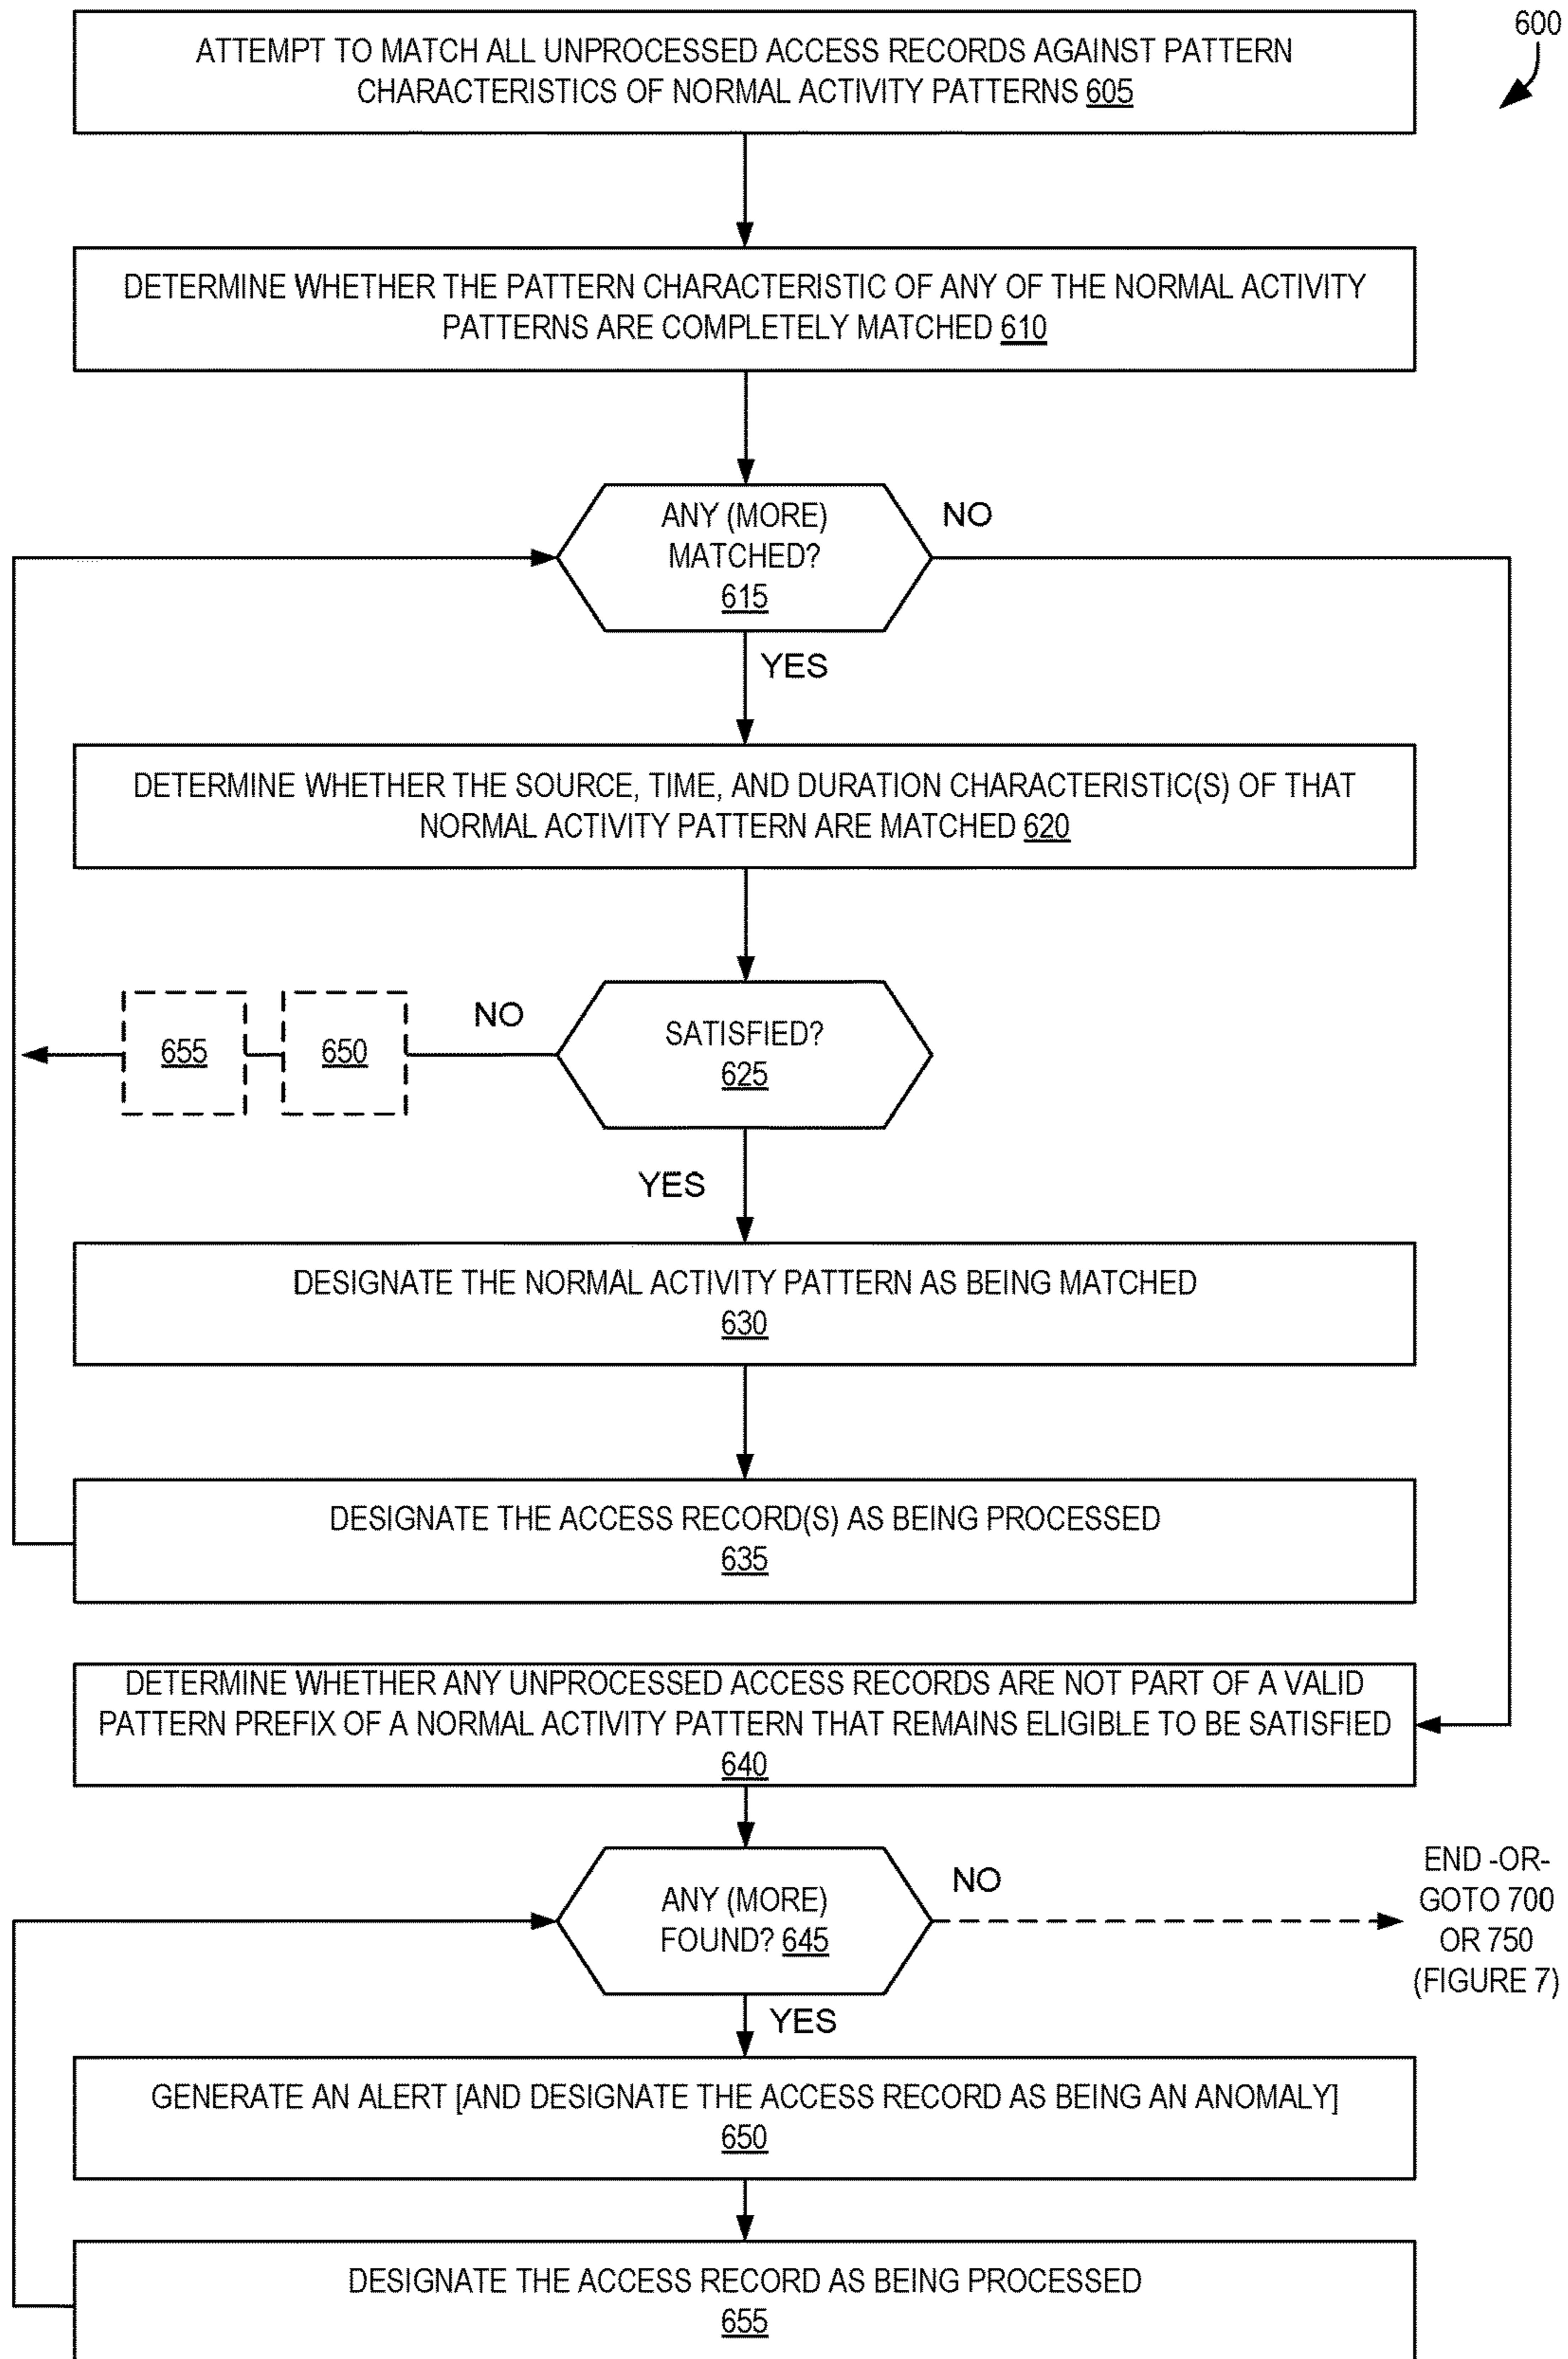 600
ATTEMPT TO MATCH ALL UNPROCESSED ACCESS RECORDS AGAINST PATTERN
CHARACTERISTICS OF NORMAL ACTIVITY PATTERNS 605
DETERMINE WHETHER THE PATTERN CHARACTERISTIC OF ANY OF THE NORMAL ACTIVITY
PATTERNS ARE COMPLETELY MATCHED 610
ANY (MORE)
MATCHED?
615
NO
YES
DETERMINE WHETHER THE SOURCE, TIME, AND DURATION CHARACTERISTIC(S) OF THAT
NORMAL ACTIVITY PATTERN ARE MATCHED 620
SATISFIED?
625
NO
650
655
YES
DESIGNATE THE NORMAL ACTIVITY PATTERN AS BEING MATCHED
630
DESIGNATE THE ACCESS RECORD(S) AS BEING PROCESSED
635
DETERMINE WHETHER ANY UNPROCESSED ACCESS RECORDS ARE NOT PART OF A VALID
PATTERN PREFIX OF A NORMAL ACTIVITY PATTERN THAT REMAINS ELIGIBLE TO BE SATISFIED
640
ANY (MORE)
FOUND? 645
NO
END -OR-
GOTO 700
OR 750
(FIGURE 7)
YES
GENERATE AN ALERT [AND DESIGNATE THE ACCESS RECORD AS BEING AN ANOMALY]
650
DESIGNATE THE ACCESS RECORD AS BEING PROCESSED
655